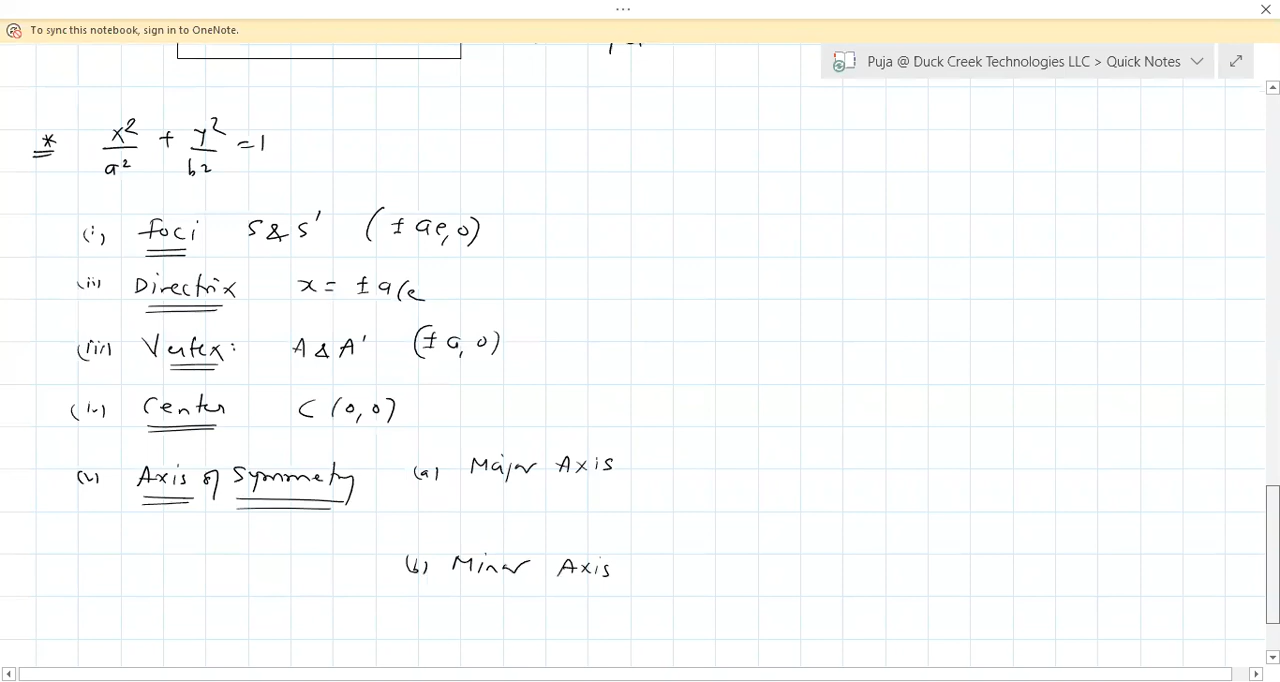 ...
To sync this notebook, sign in to OneNote.
Puja @ Duck Creek Technologies LLC > Quick Notes
* x²/a² + y²/b² = 1
(i) foci S & S' (± ae, 0)
(ii) Directrix x = ± a/e
(iii) Vertex: A & A' (± a, 0)
(iv) Center C (0, 0)
(v) Axis of Symmetry (a) Major Axis
(b) Minor Axis